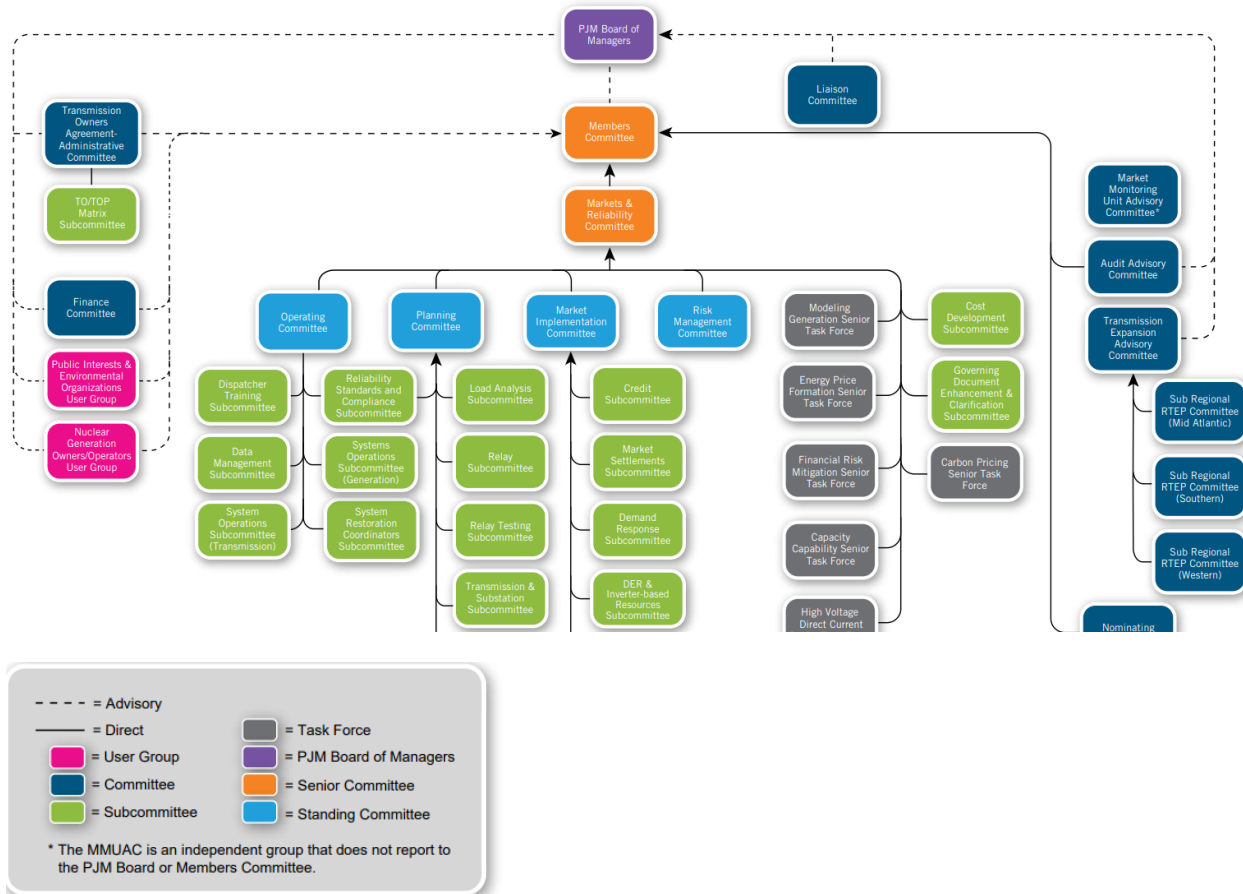 PJM Board of
Managers
Liaison
Committee
Transmission
Owners
Agreement-
Administrative
Committee
Members
Committee
TO/TOP
Matrix
Subcommittee
Markets &
Reliability
Committee
Market
Monitoring
Unit Advisory
Committee*
Audit Advisory
Committee
Finance
Committee
Operating
Committee
Planning
Committee
Market
Implementation
Committee
Risk
Management
Committee
Modeling
Generation Senior
Task Force
Cost
Development
Subcommittee
Transmission
Expansion
Advisory
Committee
Public Interests &
Environmental
Organizations
User Group
Dispatcher
Training
Subcommittee
Reliability
Standards and
Compliance
Subcommittee
Load Analysis
Subcommittee
Credit
Subcommittee
Energy Price
Formation Senior
Task Force
Governing
Document
Enhancement &
Clarification
Subcommittee
Sub Regional
RTEP Committee
(Mid Atlantic)
Nuclear
Generation
Owners/Operators
User Group
Data
Management
Subcommittee
Systems
Operations
Subcommittee
(Generation)
Relay
Subcommittee
Market
Settlements
Subcommittee
Financial Risk
Mitigation Senior
Task Force
Carbon Pricing
Senior Task
Force
Sub Regional
RTEP Committee
(Southern)
System
Operations
Subcommittee
(Transmission)
System
Restoration
Coordinators
Subcommittee
Relay Testing
Subcommittee
Demand
Response
Subcommittee
Capacity
Capability Senior
Task Force
Sub Regional
RTEP Committee
(Western)
Transmission &
Substation
Subcommittee
DER &
Inverter-based
Resources
Subcommittee
High Voltage
Direct Current
Nominating
= Advisory
= Direct
= User Group
= Committee
= Subcommittee
= Task Force
= PJM Board of Managers
= Senior Committee
= Standing Committee
* The MMUAC is an independent group that does not report to
the PJM Board or Members Committee.